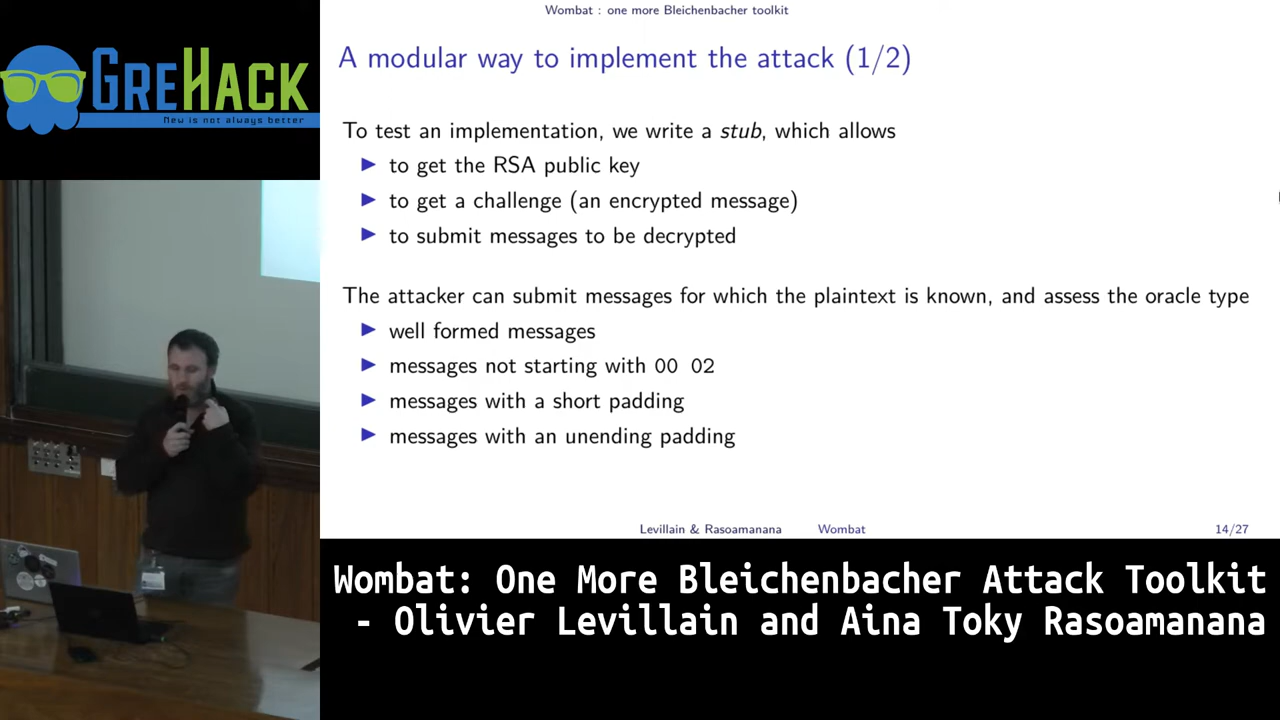 GREHACK
New is not always better
Wombat : one more Bleichenbacher toolkit
A modular way to implement the attack (1/2)
To test an implementation, we write a stub, which allows
to get the RSA public key
to get a challenge (an encrypted message)
to submit messages to be decrypted
The attacker can submit messages for which the plaintext is known, and assess the oracle type
well formed messages
messages not starting with 00 02
messages with a short padding
messages with an unending padding
Levillain & Rasoamanana Wombat 14/27
Wombat: One More Bleichenbacher Attack Toolkit
- Olivier Levillain and Aina Toky Rasoamanana